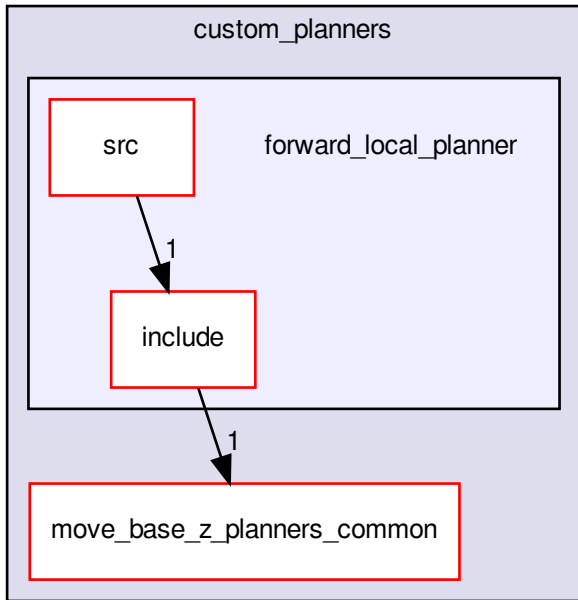 custom_planners
src
forward_local_planner
1
include
1
move_base_z_planners_common